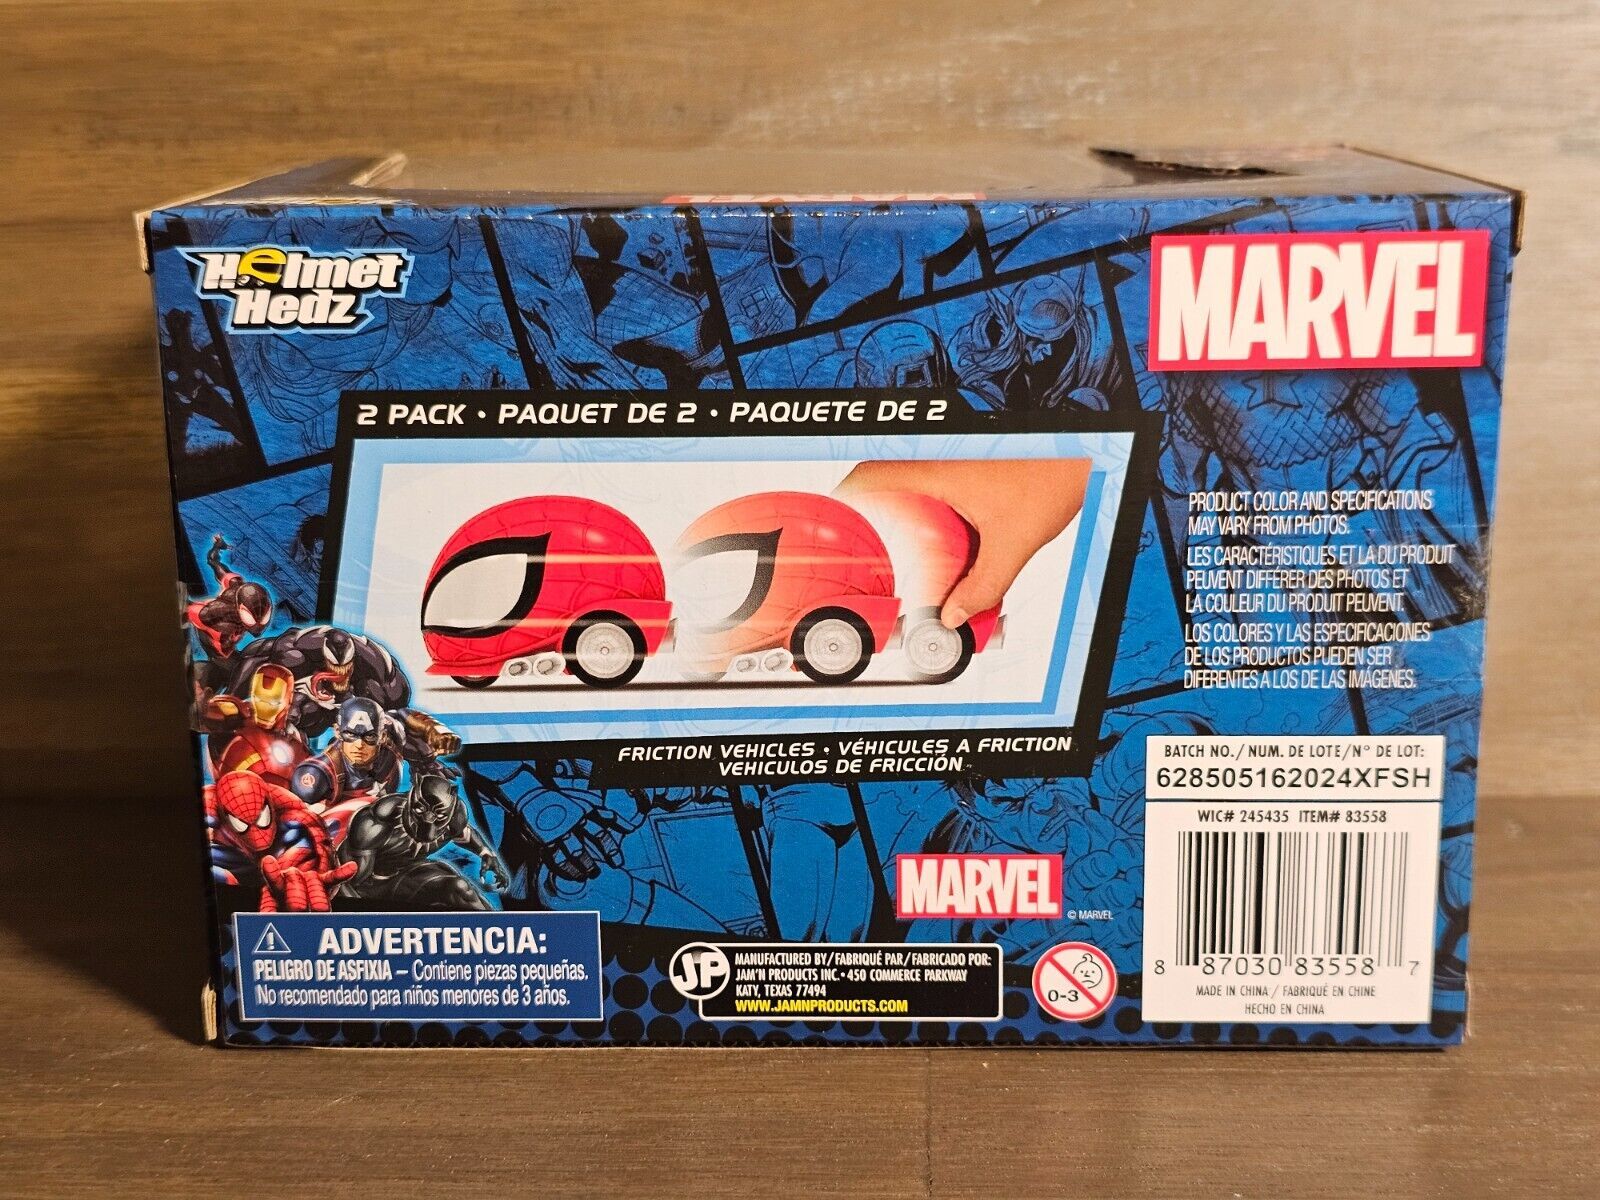 Helmet
Hedz
MARVEL
2 PACK • PAQUET DE 2 • PAQUETE DE 2
PRODUCT COLOR AND SPECIFICATIONS
MAY VARY FROM PHOTOS.
LES CARACTÉRISTIQUES ET LA DU PRODUIT
PEUVENT DIFFÉRER DES PHOTOS ET
LA COULEUR DU PRODUIT PEUVENT.
LOS COLORES Y LAS ESPECIFICACIONES
DE LOS PRODUCTOS PUEDEN SER
DIFERENTES A LOS DE LAS IMÁGENES.
FRICTION VEHICLES • VÉHICULES A FRICTION
VEHICULOS DE FRICCIÓN
BATCH NO./NUM. DE LOTE/N° DE LOT:
628505162024XFSH
WIC# 245435 ITEM# 83558
8 87030 83558 7
MADE IN CHINA / FABRIQUÉ EN CHINE
HECHO EN CHINA
MARVEL
© MARVEL
ADVERTENCIA:
PELIGRO DE ASFIXIA – Contiene piezas pequeñas.
No recomendado para niños menores de 3 años.
JP
MANUFACTURED BY/FABRIQUÉ PAR/FABRICADO POR:
JAM'N PRODUCTS INC. • 450 COMMERCE PARKWAY
KATY, TEXAS 77494
WWW.JAMNPRODUCTS.COM
0-3